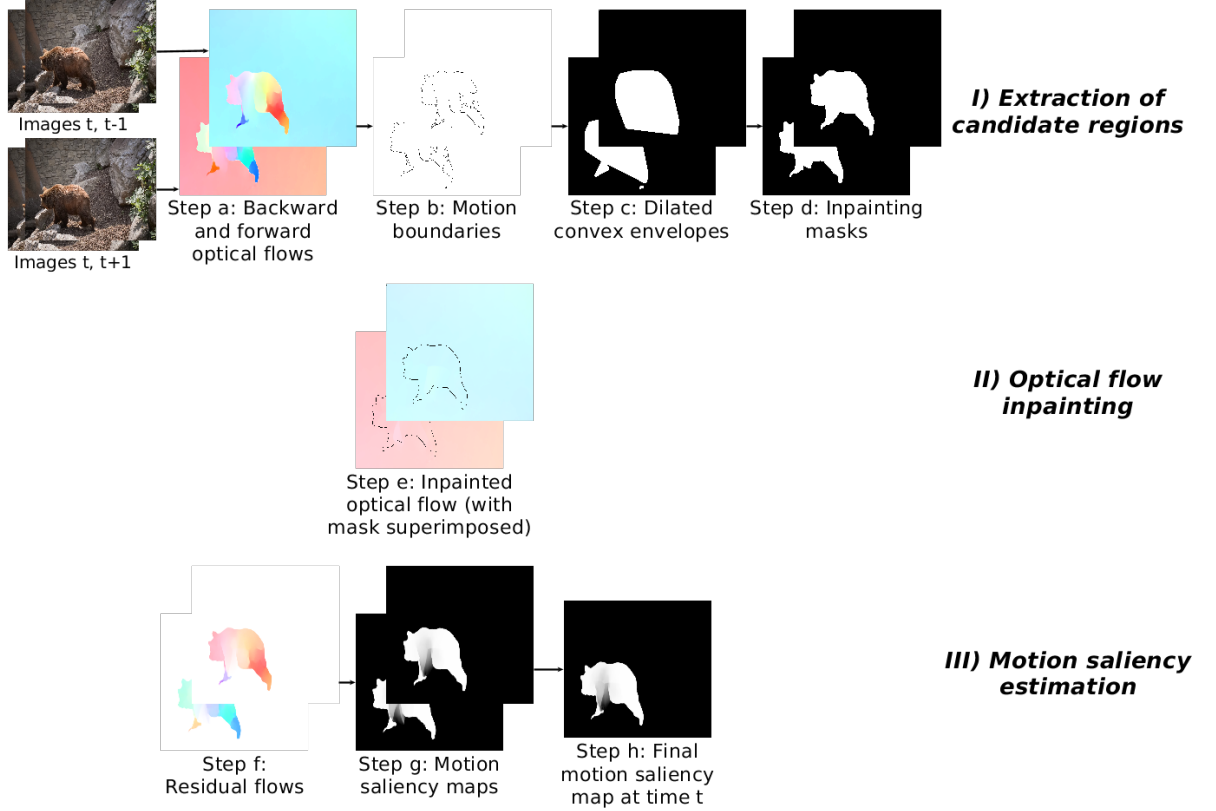 Images t, t-1
Images t, t+1
Step a: Backward
and forward
optical flows
Step b: Motion
boundaries
Step c: Dilated
convex envelopes
Step d: Inpainting
masks
I) Extraction of
candidate regions
Step e: Inpainted
optical flow (with
mask superimposed)
II) Optical flow
inpainting
Step f:
Residual flows
Step g: Motion
saliency maps
Step h: Final
motion saliency
map at time t
III) Motion saliency
estimation